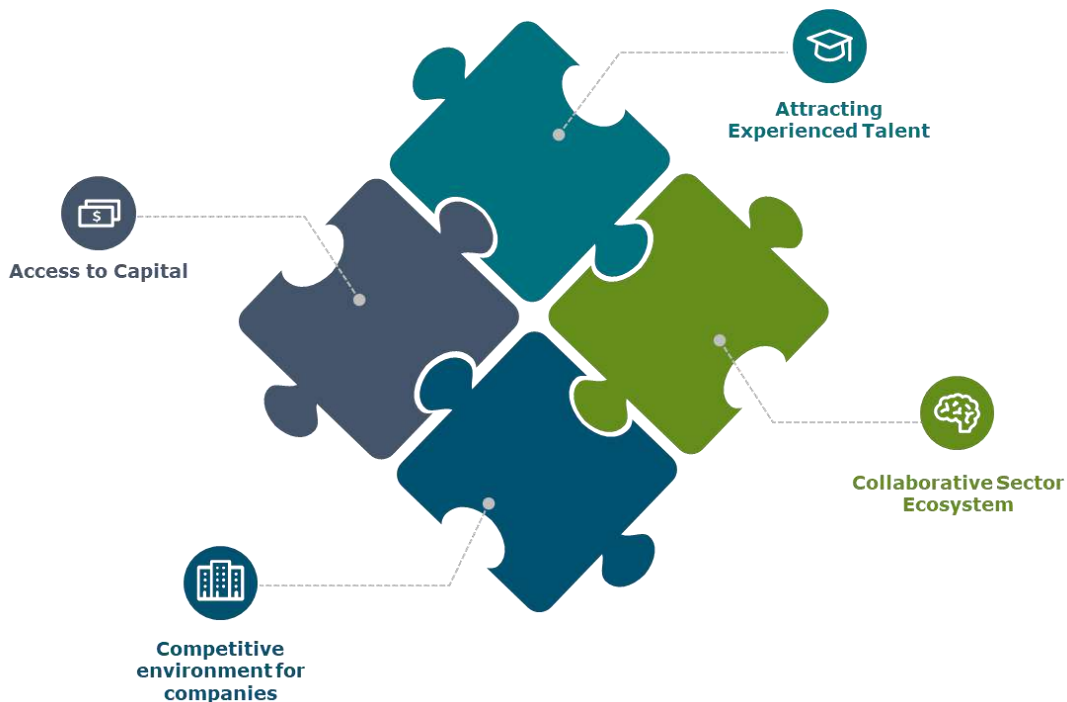 Attracting
Experienced Talent
$
Access to Capital
Collaborative Sector
Ecosystem
Competitive
environment for
companies